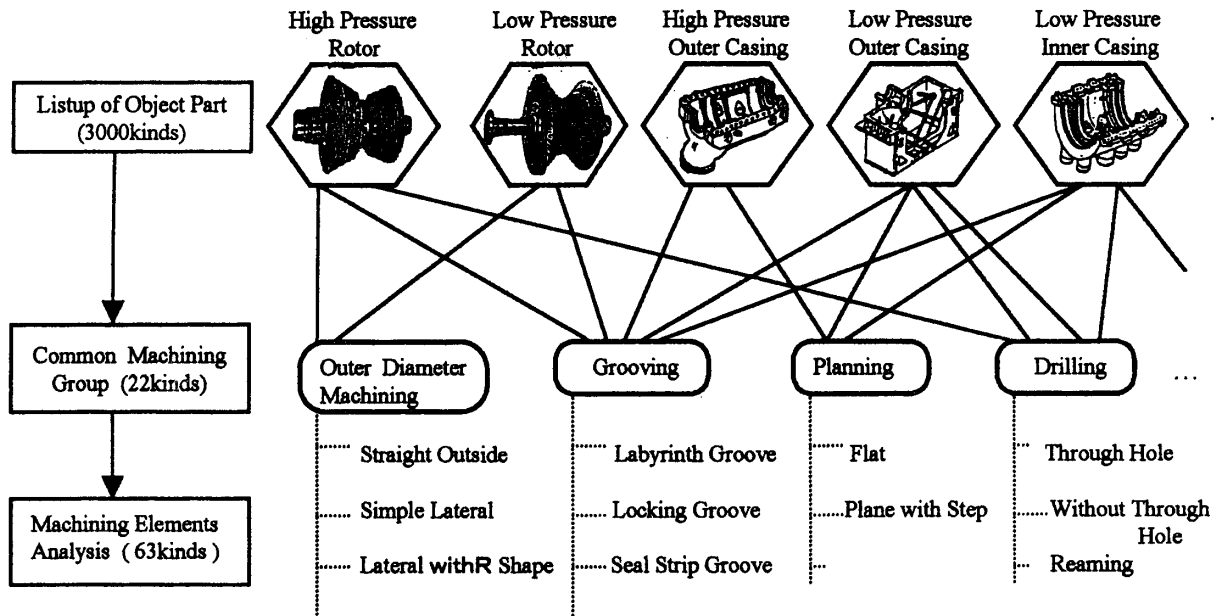 High Pressure
Rotor
Low Pressure
Rotor
High Pressure
Outer Casing
Low Pressure
Outer Casing
Low Pressure
Inner Casing
Listup of Object Part
(3000kinds)
Common Machining
Group (22kinds)
Machining Elements
Analysis ( 63kinds )
Outer Diameter
Machining
Grooving
Planning
Drilling
...
Straight Outside
Simple Lateral
Lateral withR Shape
Labyrinth Groove
Locking Groove
Seal Strip Groove
Flat
Plane with Step
Through Hole
Without Through
Hole
Reaming